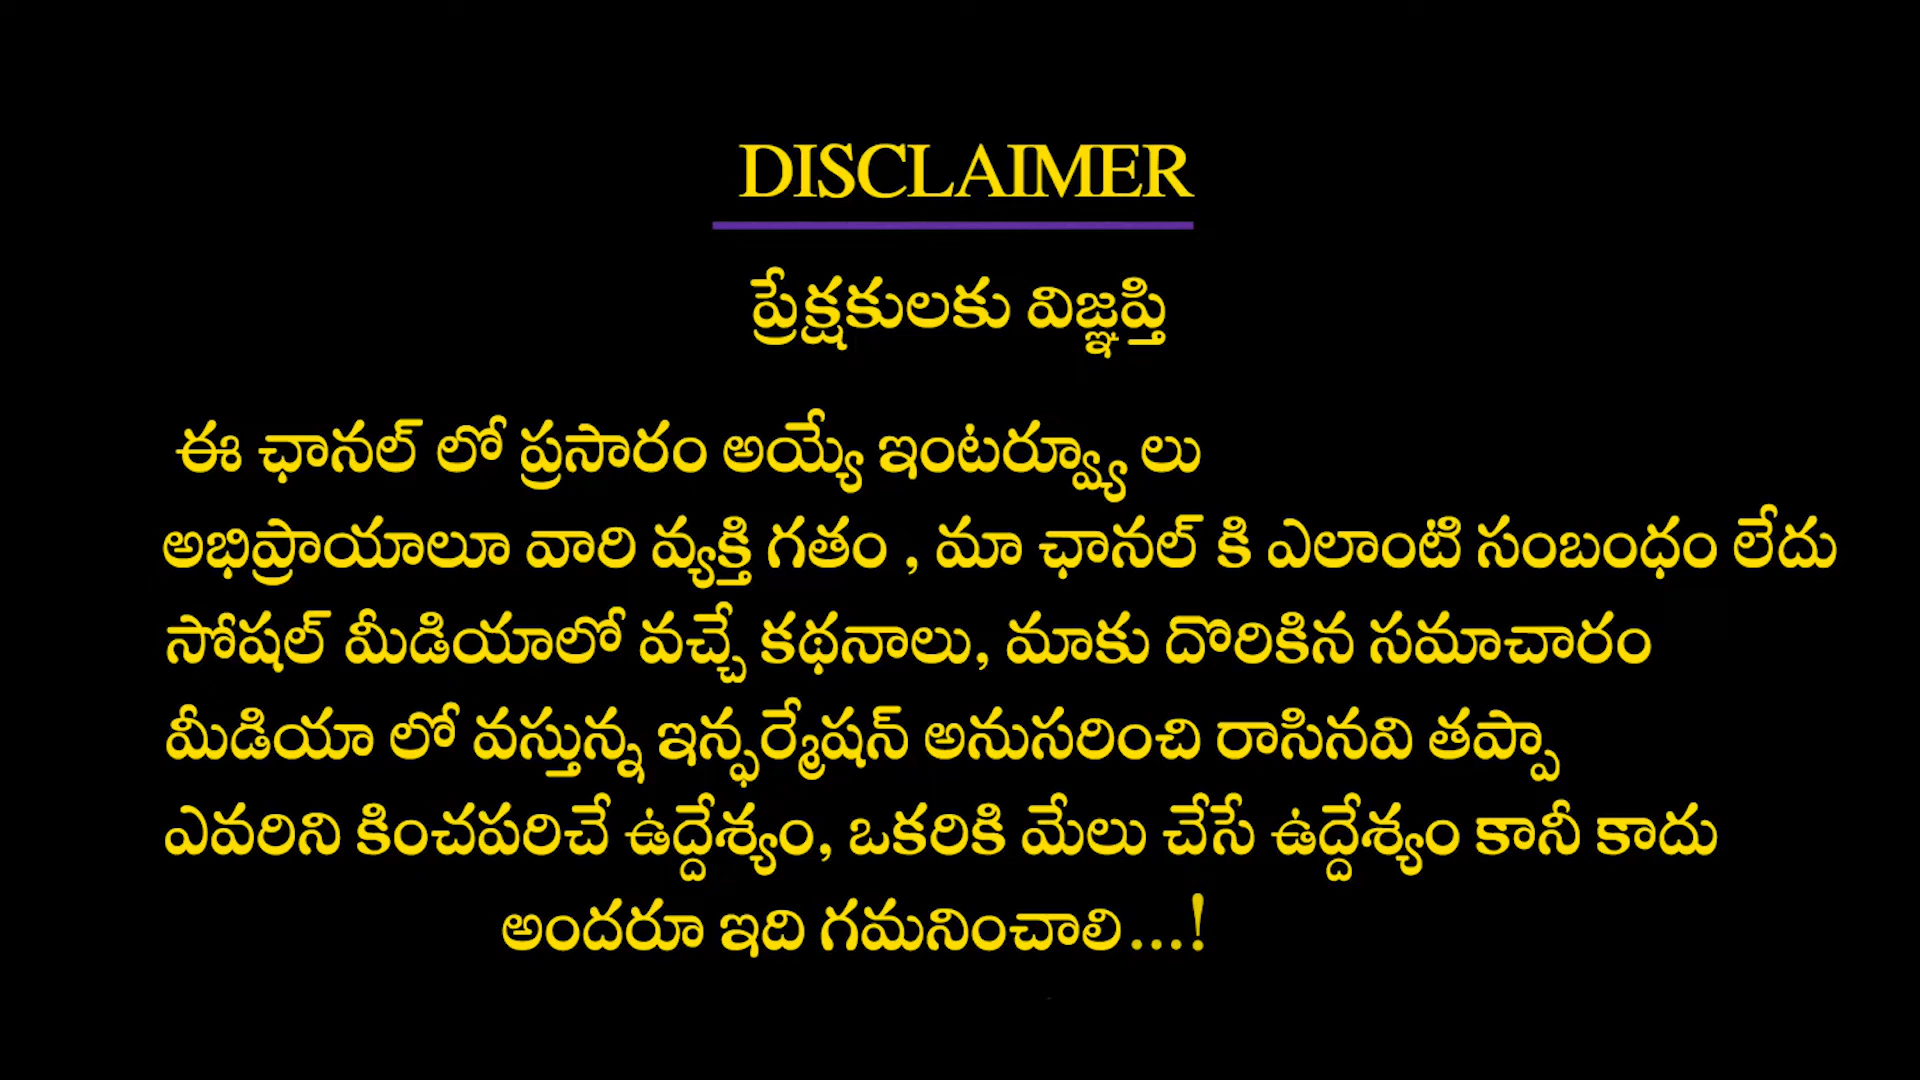 DISCLAIMER
ప్రేక్షకులకు విజ్ఞప్తి
ఈ ఛానల్ లో ప్రసారం అయ్యే ఇంటర్వ్యూ లు
అభిప్రాయాలూ వారి వ్యక్తి గతం , మా ఛానల్ కి ఎలాంటి సంబంధం లేదు
సోషల్ మీడియాలో వచ్చే కథనాలు, మాకు దొరికిన సమాచారం
మీడియా లో వస్తున్న ఇన్ఫర్మేషన్ అనుసరించి రాసినవి తప్పా
ఎవరిని కించపరిచే ఉద్దేశ్యం, ఒకరికి మేలు చేసే ఉద్దేశ్యం కానీ కాదు
అందరూ ఇది గమనించాలి...!